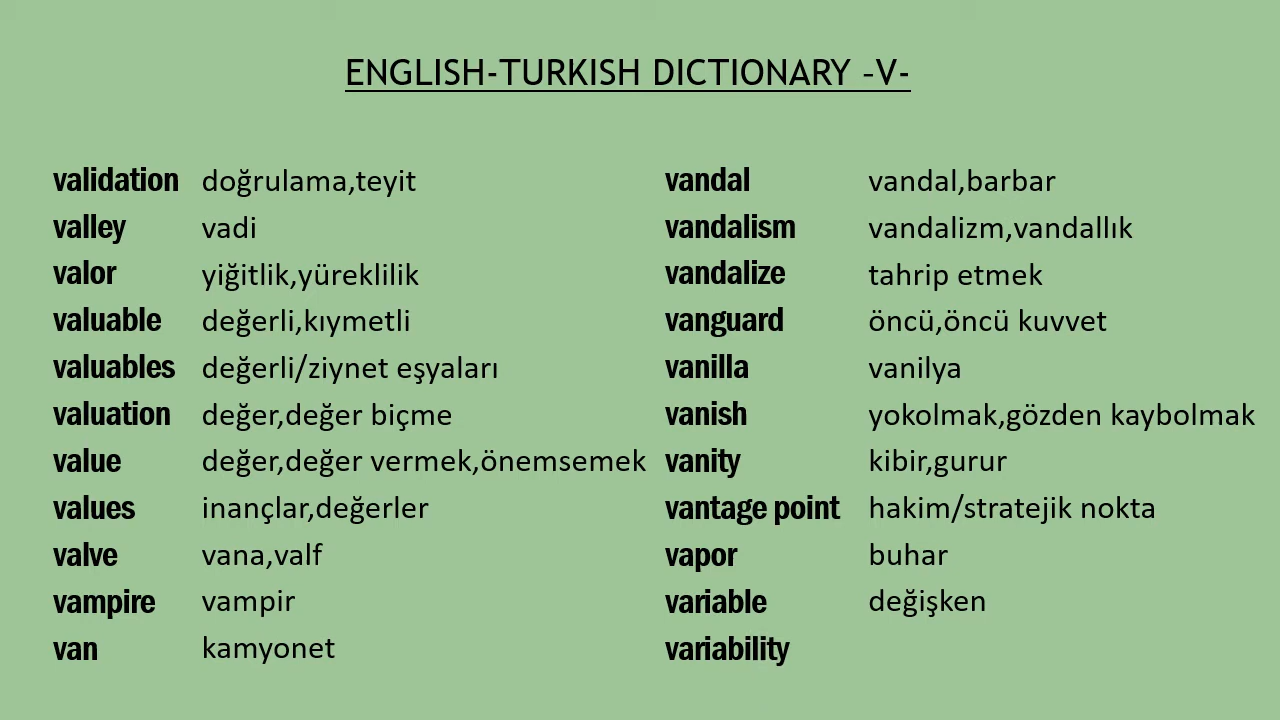 ENGLISH-TURKISH DICTIONARY –V-
validation doğrulama,teyit
valley vadi
valor yiğitlik,yüreklilik
valuable değerli,kıymetli
valuables değerli/ziynet eşyaları
valuation değer,değer biçme
value değer,değer vermek,önemsemek
values inançlar,değerler
valve vana,valf
vampire vampir
van kamyonet
vandal vandal,barbar
vandalism vandalizm,vandallık
vandalize tahrip etmek
vanguard öncü,öncü kuvvet
vanilla vanilya
vanish yokolmak,gözden kaybolmak
vanity kibir,gurur
vantage point hakim/stratejik nokta
vapor buhar
variable değişken
variability